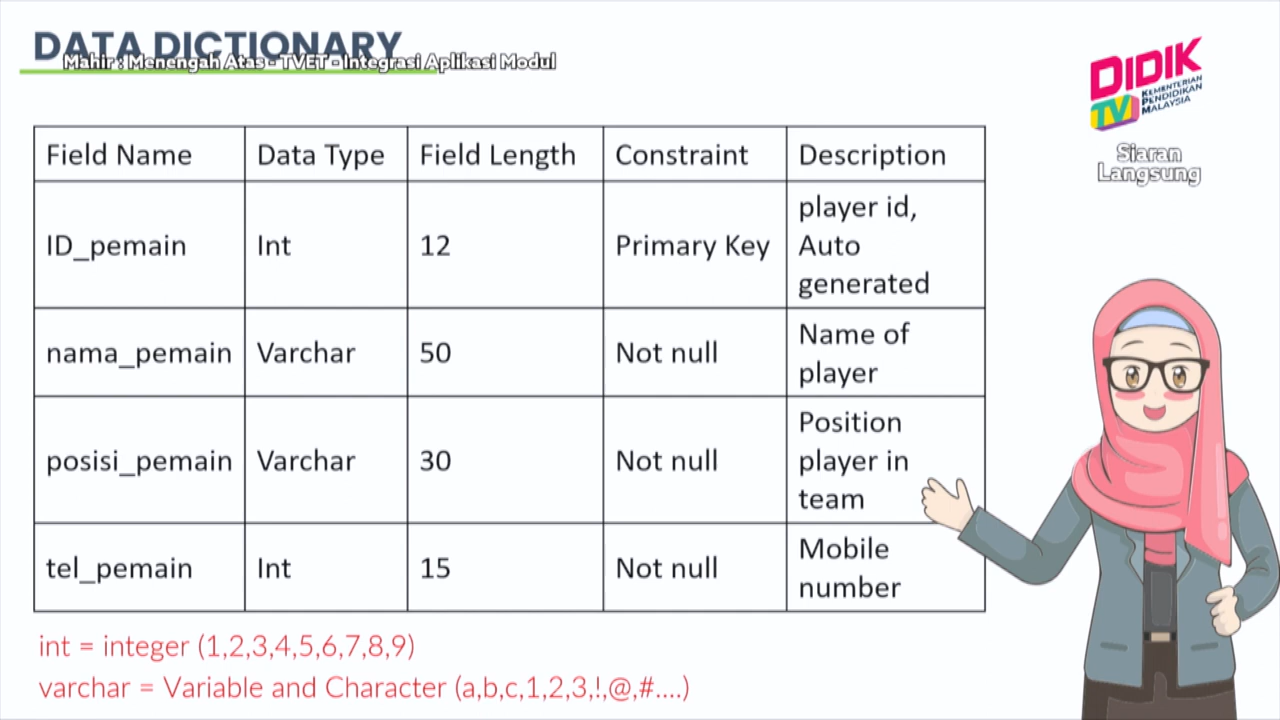 DATA DICTIONARY
Mahir : Menengah Atas - TVET - Integrasi Aplikasi Modul
DIDIK
TV
KEMENTERIAN
PENDIDIKAN
MALAYSIA
Siaran
Langsung
Field Name Data Type Field Length Constraint Description
ID_pemain Int 12 Primary Key player id,
Auto
generated
nama_pemain Varchar 50 Not null Name of
player
posisi_pemain Varchar 30 Not null Position
player in
team
tel_pemain Int 15 Not null Mobile
number
int = integer (1,2,3,4,5,6,7,8,9)
varchar = Variable and Character (a,b,c,1,2,3,!,@,#....)